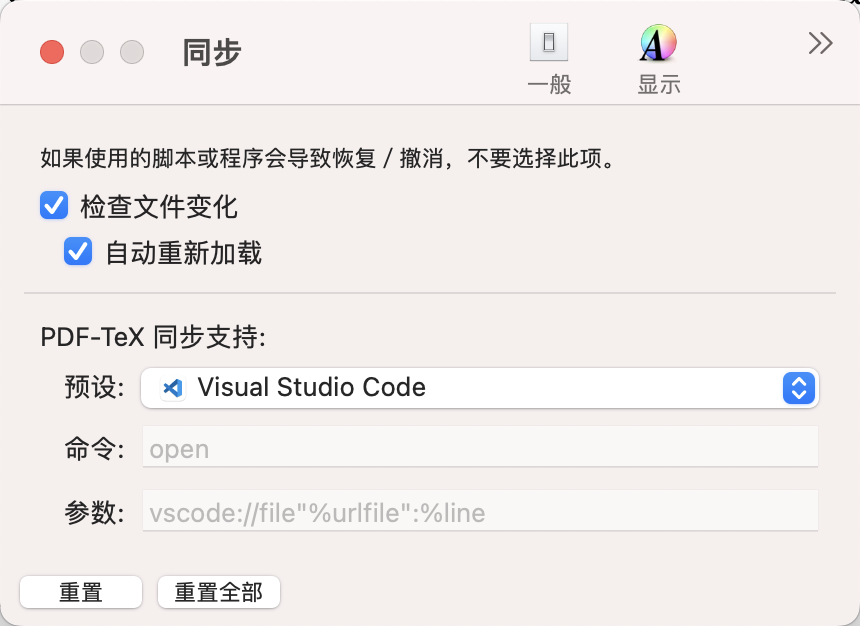 同步
一般
显示
如果使用的脚本或程序会导致恢复 / 撤消，不要选择此项。
检查文件变化
自动重新加载
PDF-TeX 同步支持:
预设: Visual Studio Code
命令: open
参数: vscode://file"%urlfile":%line
重置 重置全部